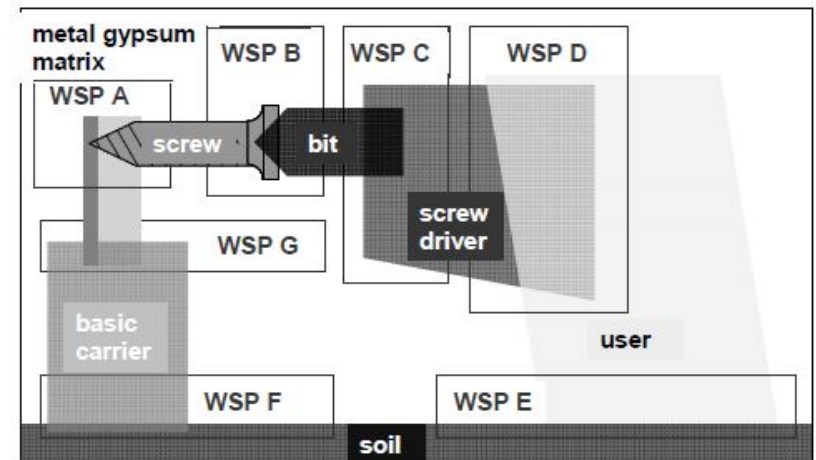 metal gypsum
matrix
WSP A
WSP B
WSP C
WSP D
screw
bit
screw
driver
WSP G
basic
carrier
user
WSP F
WSP E
soil